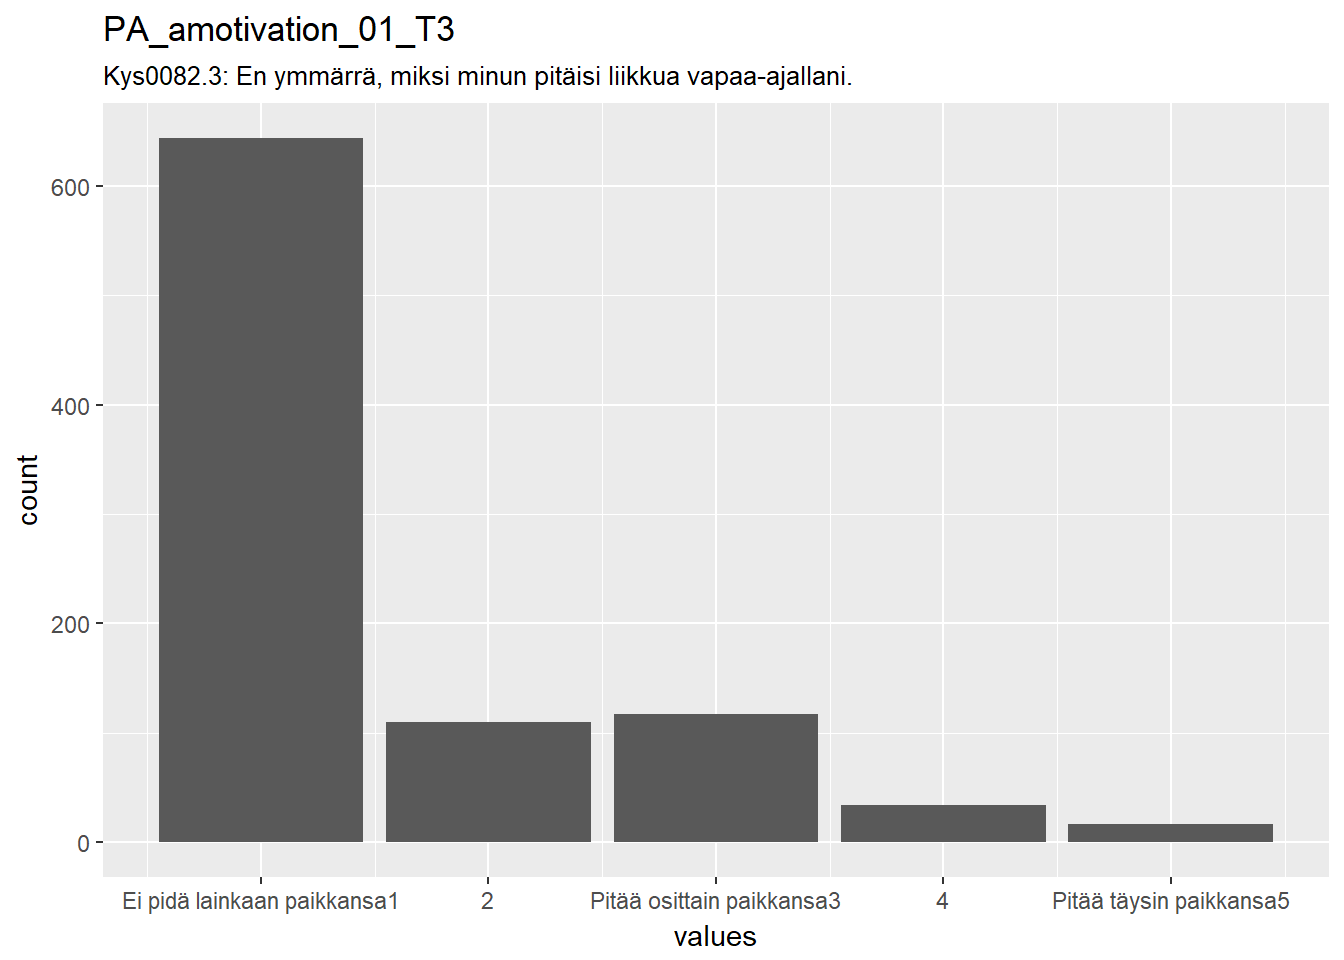 PA_amotivation_01_T3
Kys0082.3: En ymmärrä, miksi minun pitäisi liikkua vapaa-ajallani.
600
400
200
0
count
Ei pidä lainkaan paikkansa1 2 Pitää osittain paikkansa3 4 Pitää täysin paikkansa5
values